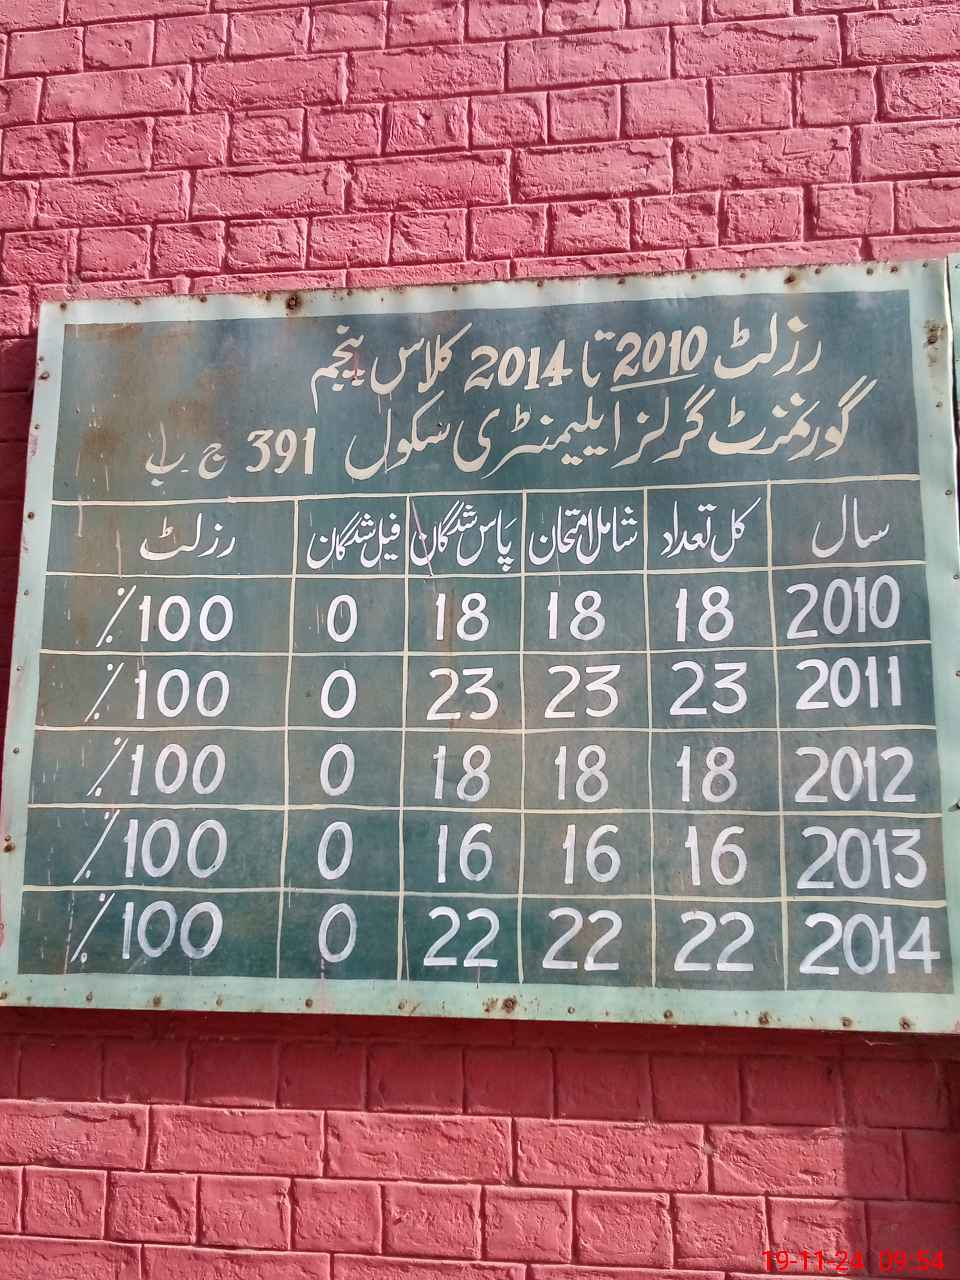 رزلٹ 2010 تا 2014 کلاس پنجم
گورنمنٹ گرلز ایلیمنٹری سکول 391 ج ب
سال کل تعداد شامل امتحان پاس شدگان فیل شدگان رزلٹ
2010 18 18 18 0 100٪
2011 23 23 23 0 100٪
2012 18 18 18 0 100٪
2013 16 16 16 0 100٪
2014 22 22 22 0 100٪
19-11-24 09:54